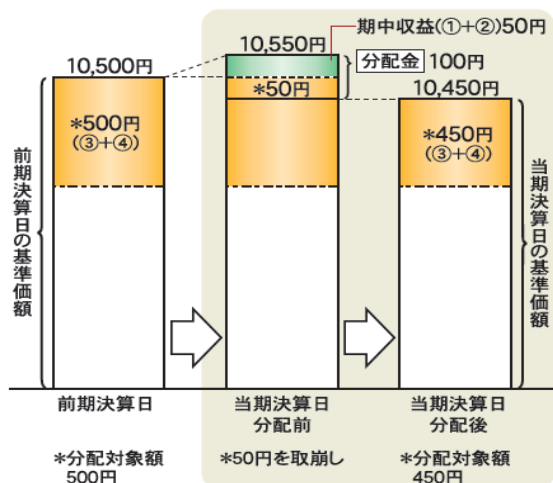 期中収益(①+②)50円
10,550円
分配金 100円
10,500円
*50円
10,450円
*500円
(③+④)
*450円
(③+④)
前期決算日の基準価額
当期決算日の基準価額
前期決算日
当期決算日
分配前
当期決算日
分配後
*分配対象額
500円
*50円を取崩し
*分配対象額
450円